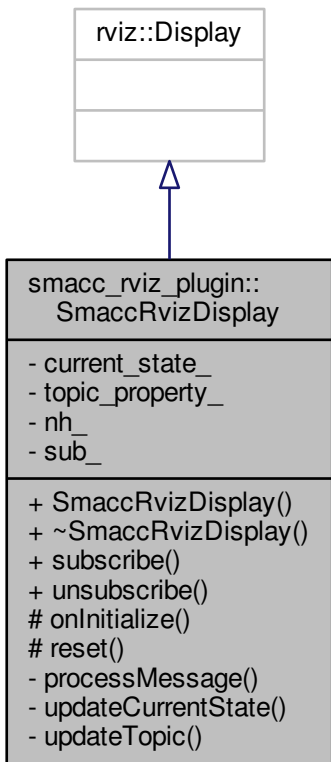 rviz::Display
smacc_rviz_plugin::
SmaccRvizDisplay
- current_state_
- topic_property_
- nh_
- sub_
+ SmaccRvizDisplay()
+ ~SmaccRvizDisplay()
+ subscribe()
+ unsubscribe()
# onInitialize()
# reset()
- processMessage()
- updateCurrentState()
- updateTopic()